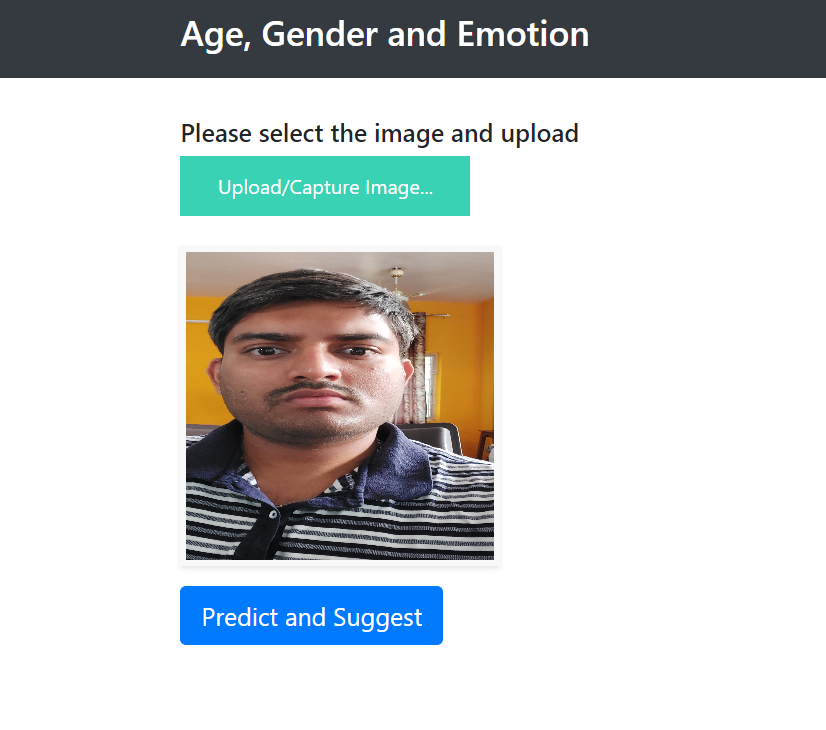 Age, Gender and Emotion
Please select the image and upload
Upload/Capture Image...
Predict and Suggest